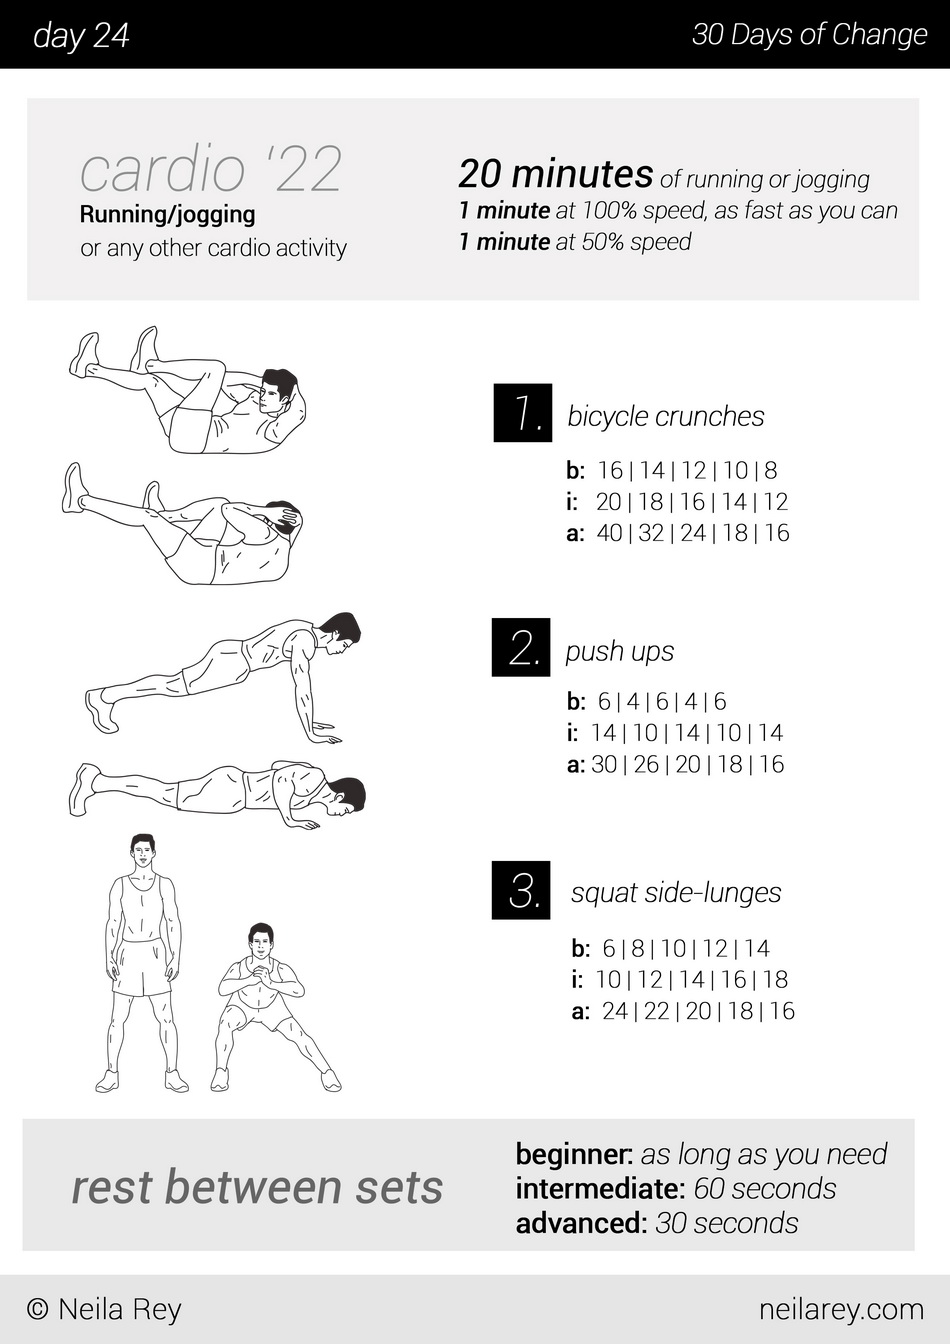 day 24
30 Days of Change
cardio '22
Running/jogging
or any other cardio activity
20 minutes of running or jogging
1 minute at 100% speed, as fast as you can
1 minute at 50% speed
1. bicycle crunches
b: 16 | 14 | 12 | 10 | 8
i: 20 | 18 | 16 | 14 | 12
a: 40 | 32 | 24 | 18 | 16
2. push ups
b: 6 | 4 | 6 | 4 | 6
i: 14 | 10 | 14 | 10 | 14
a: 30 | 26 | 20 | 18 | 16
3. squat side-lunges
b: 6 | 8 | 10 | 12 | 14
i: 10 | 12 | 14 | 16 | 18
a: 24 | 22 | 20 | 18 | 16
rest between sets
beginner: as long as you need
intermediate: 60 seconds
advanced: 30 seconds
© Neila Rey
neilarey.com